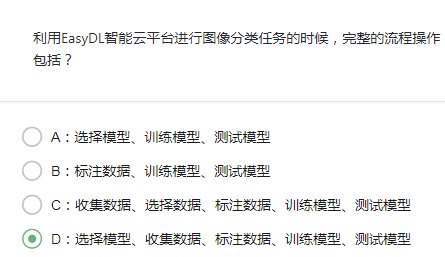 利用EasyDL智能云平台进行图像分类任务的时候，完整的流程操作
包括？
A：选择模型、训练模型、测试模型
B：标注数据、训练模型、测试模型
C：收集数据、选择数据、标注数据、训练模型、测试模型
D：选择模型、收集数据、标注数据、训练模型、测试模型